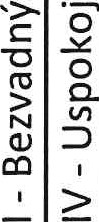 I - Bezvadný
IV - Uspokoj